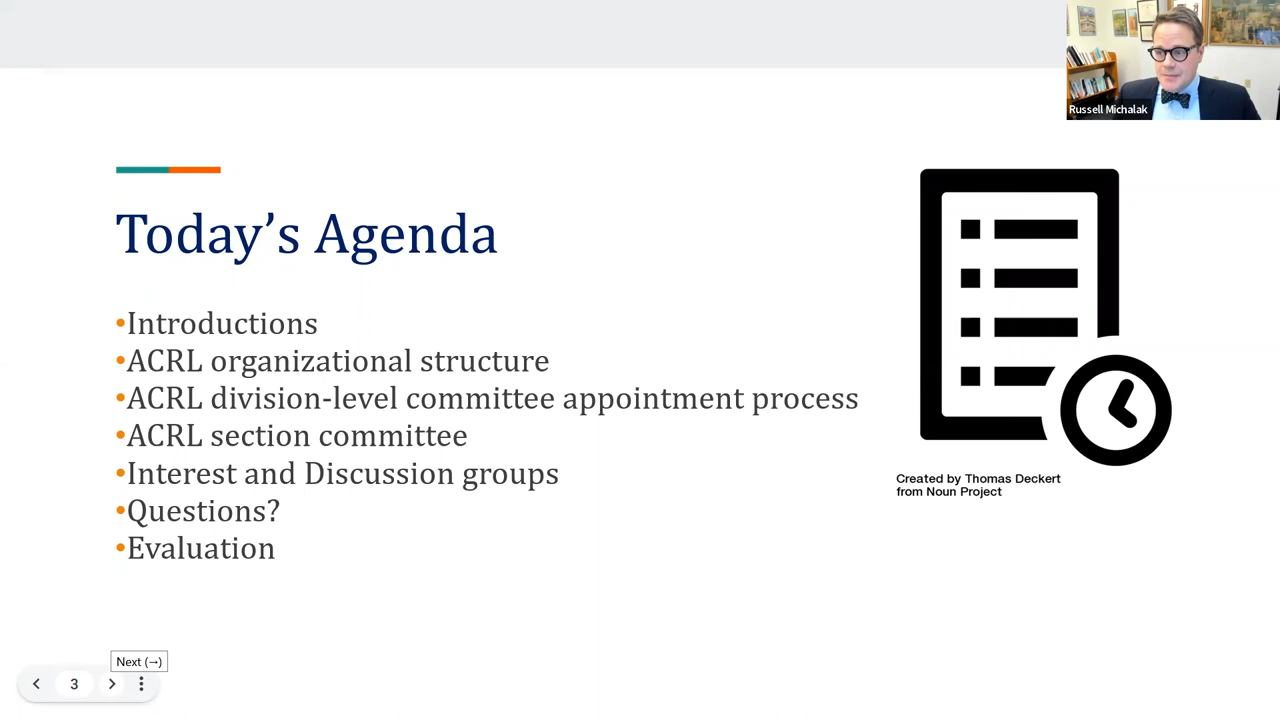 Russell Michalak
Today's Agenda
•Introductions
•ACRL organizational structure
•ACRL division-level committee appointment process
•ACRL section committee
•Interest and Discussion groups
•Questions?
•Evaluation
Created by Thomas Deckert
from Noun Project
Next (→)
3